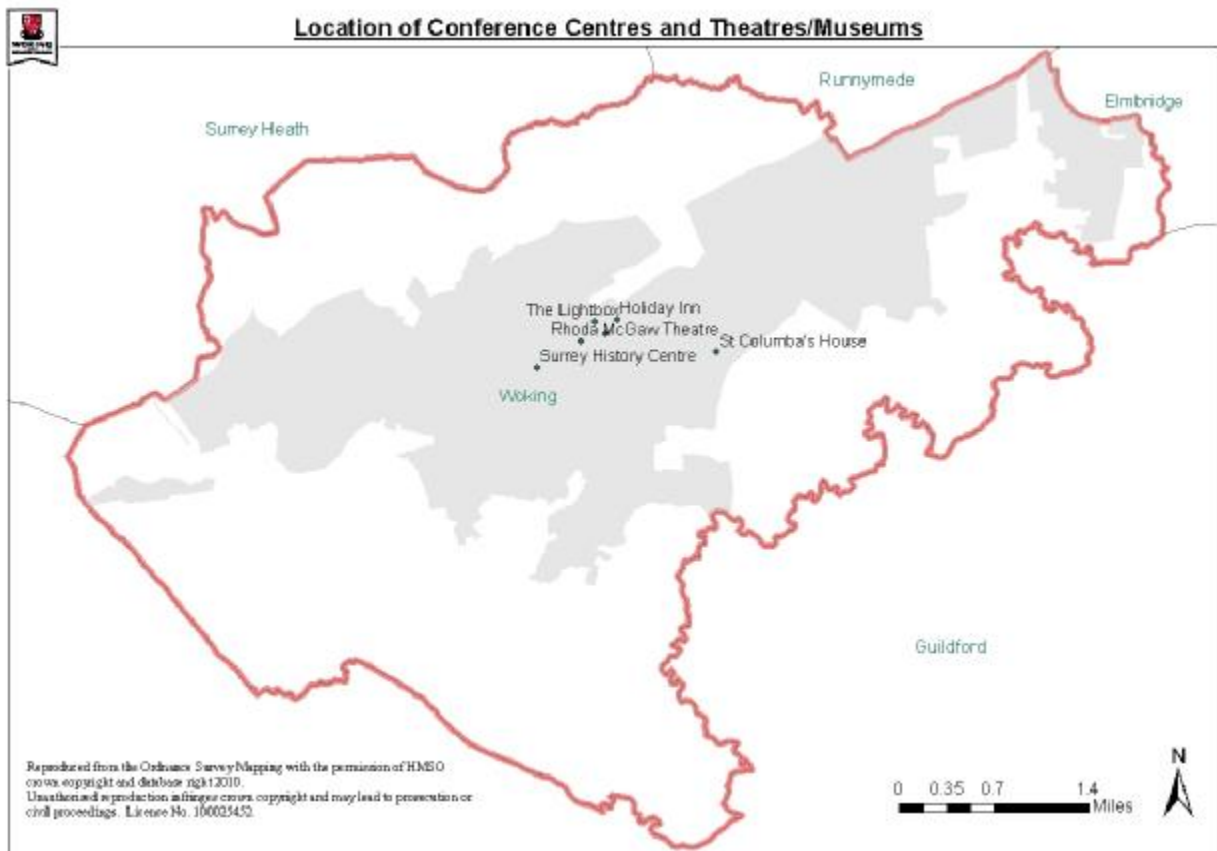 WOKING
Location of Conference Centres and Theatres/Museums
Runnymede
Elmbridge
Surrey Heath
The Lightbox
Holiday Inn
Rhoda McGaw Theatre
St Columba's House
Surrey History Centre
Woking
Guildford
Reproduced from the Ordnance Survey Mapping with the permission of HMSO
crown copyright and database right 2010.
Unauthorised reproduction infringes crown copyright and may lead to prosecution or
civil proceedings. Licence No. 100025452.
N
0 0.35 0.7 1.4
Miles